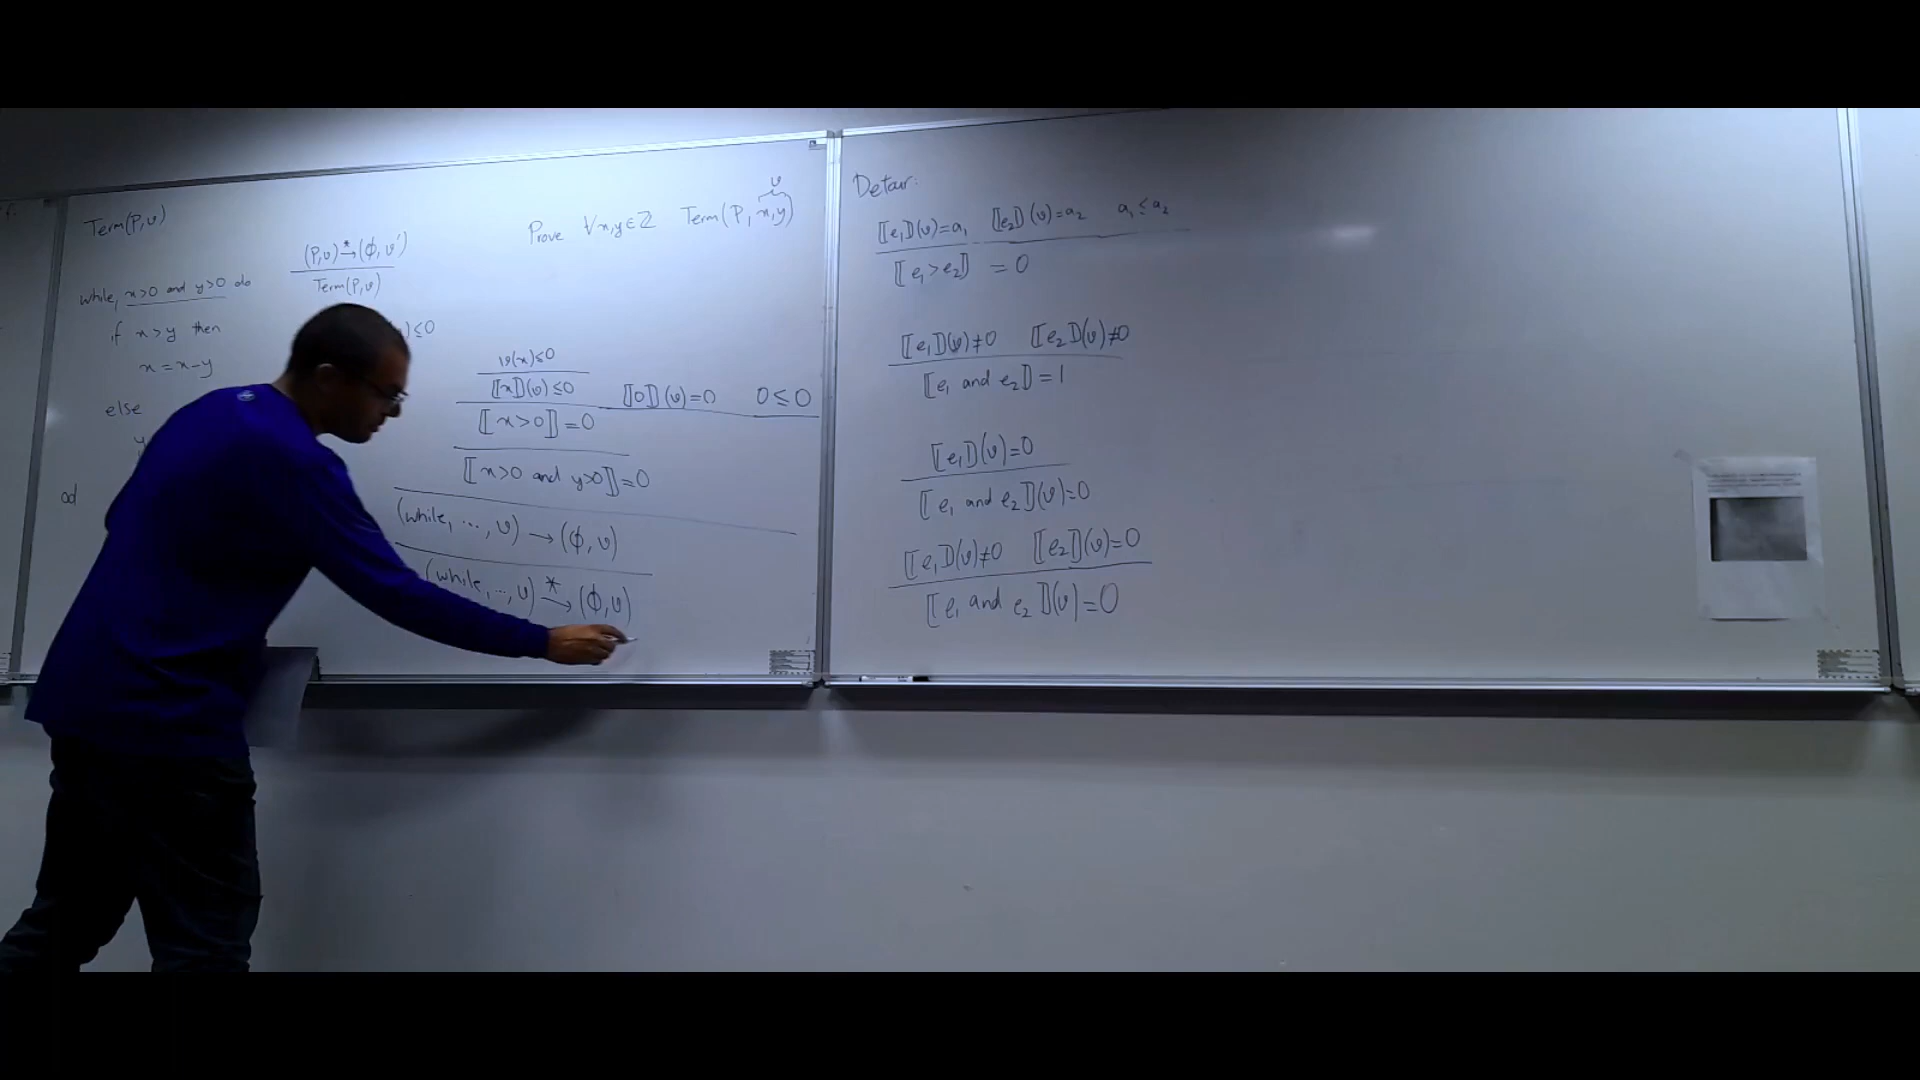 Term(P,v)
(P,v) →* (ϕ,v')
Term(P,v)
while, x>0 and y>0 do
if x>y then
x = x-y
else
od
Prove ∀x,y∈ℤ Term(P, x,y)
v
) ≤0
v(x)≤0
⟦x⟧(v)≤0 ⟦0⟧(v)=0 0≤0
⟦x>0⟧=0
⟦x>0 and y>0⟧=0
(while, ..., v) → (ϕ,v)
(while, ..., v) →* (ϕ,v)
Detour:
⟦e₁⟧(v)=a₁ ⟦e₂⟧(v)=a₂ a₁≤a₂
⟦e₁>e₂⟧ =0
⟦e₁⟧(v)≠0 ⟦e₂⟧(v)≠0
⟦e₁ and e₂⟧=1
⟦e₁⟧(v)=0
⟦e₁ and e₂⟧(v)=0
⟦e₁⟧(v)≠0 ⟦e₂⟧(v)=0
⟦e₁ and e₂⟧(v)=0